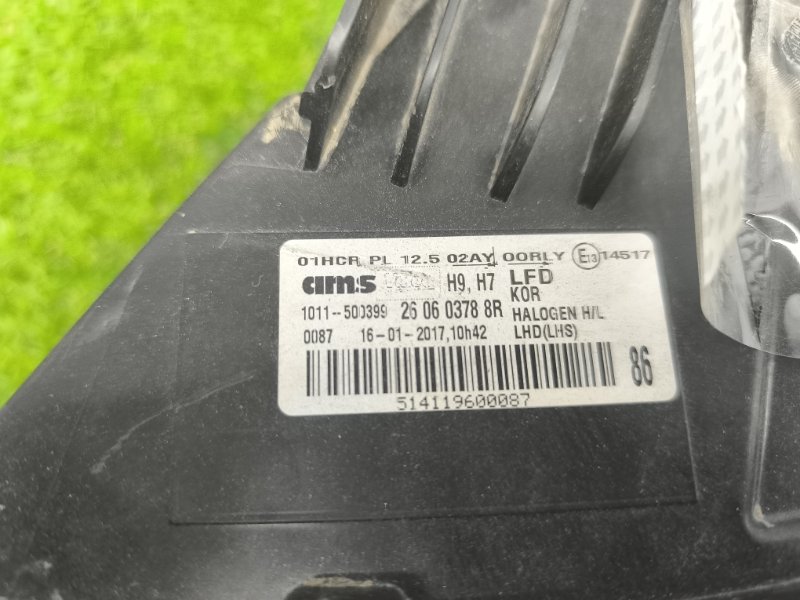 01HCR PL 12.5 02AY 00RLY E13 14517
ams H9, H7 LFD
KOR
1011-500399 26 06 0378 8R HALOGEN H/L
0087 16-01-2017,10h42 LHD(LHS)
86
514119600087